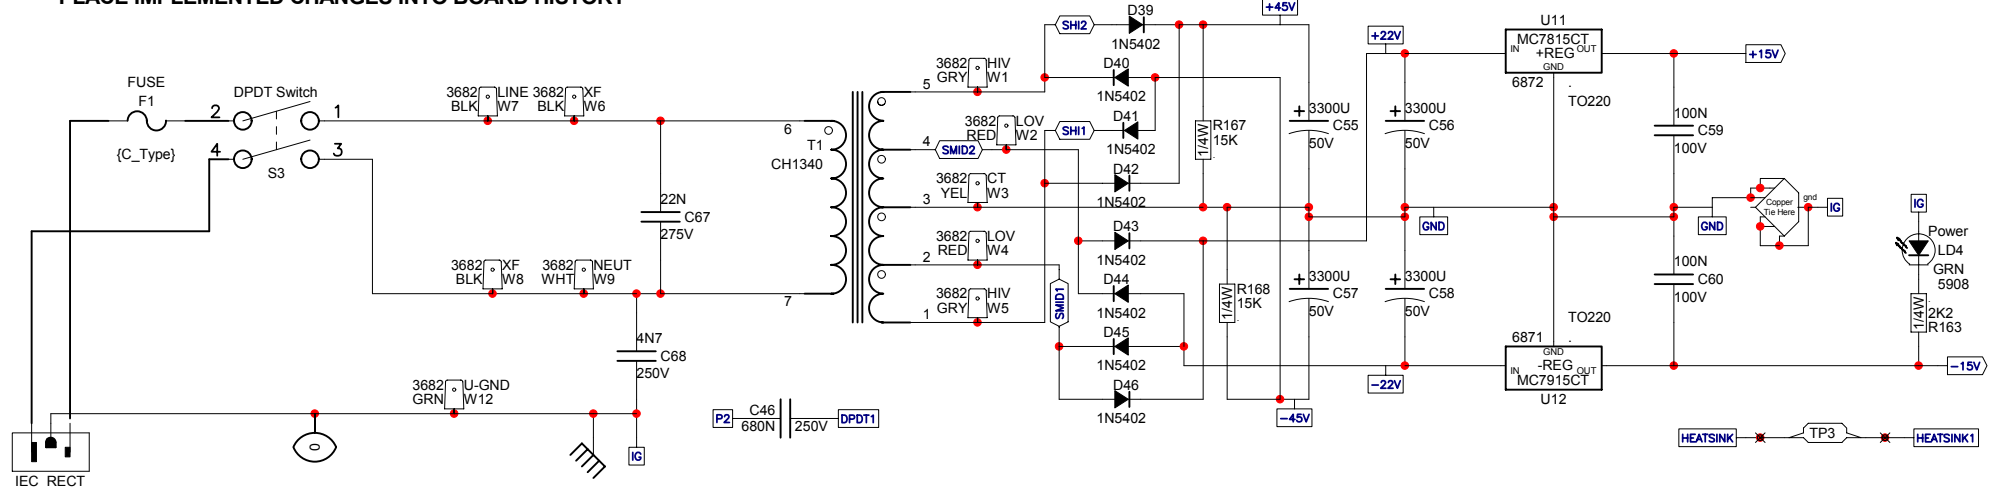 PLACE IMPLEMENTED CHANGES INTO BOARD HISTORY
FUSE
F1
{C_Type}
DPDT Switch
2
1
4
3
S3
3682
BLK
LINE
W7
3682
BLK
XF
W6
3682
BLK
XF
W8
3682
WHT
NEUT
W9
22N
C67
275V
4N7
C68
250V
3682
GRN
U-GND
W12
IG
IEC RECT
6
T1
CH1340
7
5
4
3
2
1
3682
GRY
HIV
W1
3682
RED
LOV
W2
SMID2
3682
YEL
CT
W3
3682
RED
LOV
W4
3682
GRY
HIV
W5
SHI2
SHI1
SMID1
D39
1N5402
D40
1N5402
D41
1N5402
D42
1N5402
D43
1N5402
D44
1N5402
D45
1N5402
D46
1N5402
P2
C46
680N
250V
DPDT1
+45V
1/4W
R167
15K
1/4W
R168
15K
3300U
C55
50V
3300U
C57
50V
-45V
+22V
3300U
C56
50V
3300U
C58
50V
-22V
GND
U11
MC7815CT
IN
+REG
OUT
GND
6872
TO220
TO220
6871
GND
-REG
IN
OUT
MC7915CT
U12
100N
C59
100V
100N
C60
100V
+15V
GND
Copper
Tie Here
gnd
IG
IG
Power
LD4
GRN
5908
1/4W
2K2
R163
-15V
HEATSINK
TP3
HEATSINK1